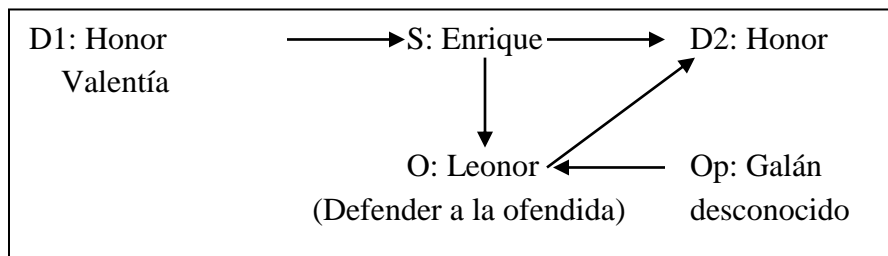 D1: Honor S: Enrique D2: Honor
Valentía
O: Leonor Op: Galán
(Defender a la ofendida) desconocido